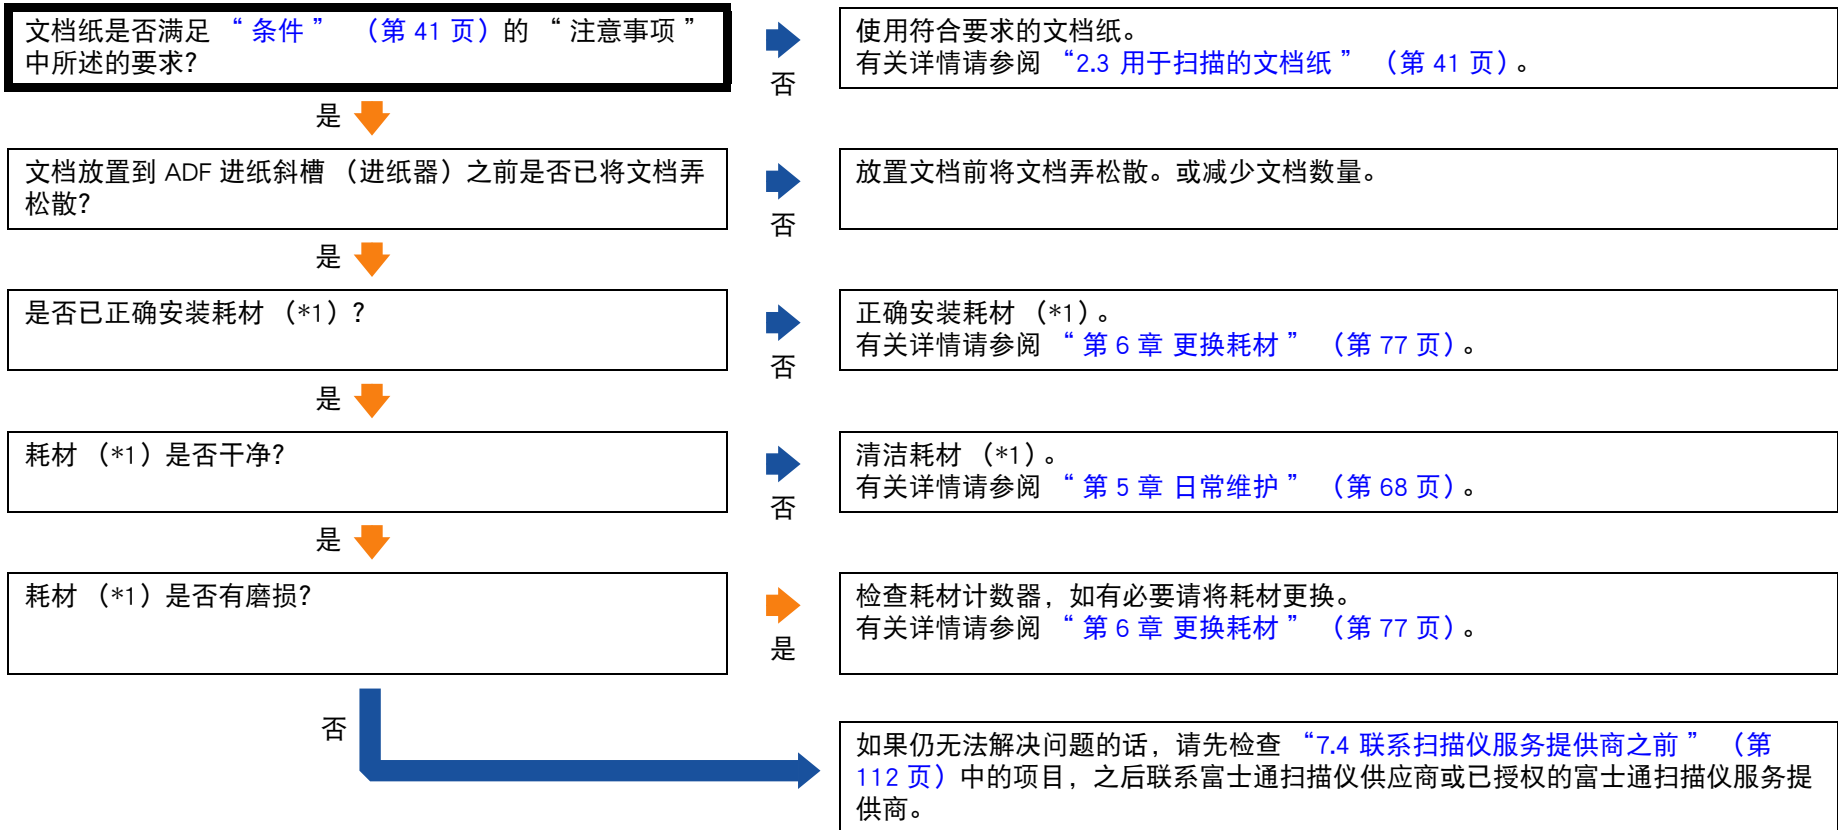 文档纸是否满足 “条件” （第 41 页）的 “注意事项”
中所述的要求？
否
使用符合要求的文档纸。
有关详情请参阅 “2.3 用于扫描的文档纸” （第 41 页）。
是
文档放置到 ADF 进纸斜槽 （进纸器）之前是否已将文档弄
松散？
否
放置文档前将文档弄松散。或减少文档数量。
是
是否已正确安装耗材 （*1）？
否
正确安装耗材 （*1）。
有关详情请参阅 “第 6 章 更换耗材” （第 77 页）。
是
耗材 （*1）是否干净？
否
清洁耗材 （*1）。
有关详情请参阅 “第 5 章 日常维护” （第 68 页）。
是
耗材 （*1）是否有磨损？
是
检查耗材计数器，如有必要请将耗材更换。
有关详情请参阅 “第 6 章 更换耗材” （第 77 页）。
否
如果仍无法解决问题的话，请先检查 “7.4 联系扫描仪服务提供商之前” （第
112 页）中的项目，之后联系富士通扫描仪供应商或已授权的富士通扫描仪服务提
供商。